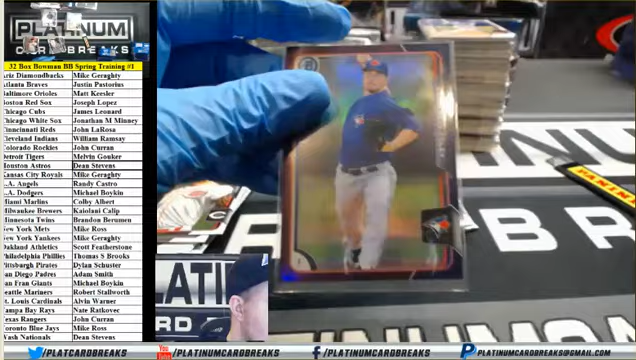 PLATINUM
CARD BREAKS
32 Box Bowman BB Spring Training #1
Ariz Diamondbacks Mike Geraghty
Atlanta Braves Justin Pastorius
Baltimore Orioles Matt Keesler
Boston Red Sox Joseph Lopez
Chicago Cubs James Leonard
Chicago White Sox Jonathan M Minney
Cinncinati Reds John LaRosa
Cleveland Indians William Ramsay
Colorado Rockies John Curran
Detroit Tigers Melvin Gouker
Houston Astros Dean Stevens
Kansas City Royals Mike Geraghty
L.A. Angels Randy Castro
L.A. Dodgers Michael Boykin
Miami Marlins Colby Albert
Milwaukee Brewers Kaiolani Calip
Minnesota Twins Brandon Berumen
New York Mets Mike Ross
New York Yankees Mike Geraghty
Oakland Athletics Scott Featherstone
Philadelphia Phillies Thomas S Brooks
Pittsburgh Pirates Dylan Schuster
San Diego Padres Adam Smith
San Fran Giants Michael Boykin
Seattle Mariners Robert Stallworth
St. Louis Cardinals Alvin Warner
Tampa Bay Rays Nate Ratkover
Texas Rangers John Curran
Toronto Blue Jays Mike Ross
Wash Nationals Dean Stevens
PANINI
/PLATCARDBREAKS
You Tube /PLATINUMCARDBREAKS
f/PLATINUMCARDBREAKS
PLATINUMCARDBREAKS@GMAIL.COM